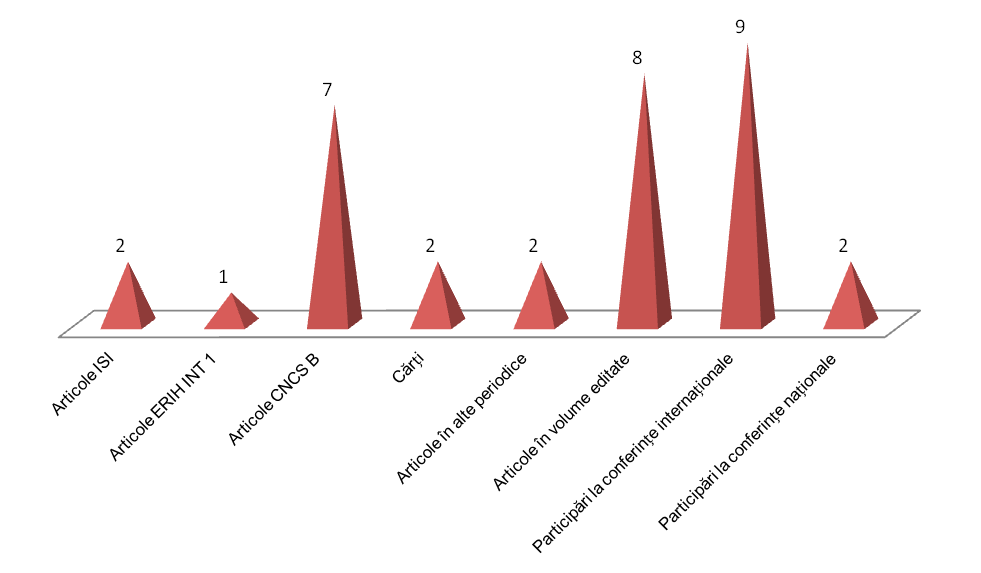 2
1
7
2
2
8
9
2
Articole ISI
Articole ERIH INT 1
Articole CNCS B
Cărți
Articole în alte periodice
Articole în volume editate
Participări la conferințe internaționale
Participări la conferințe naționale